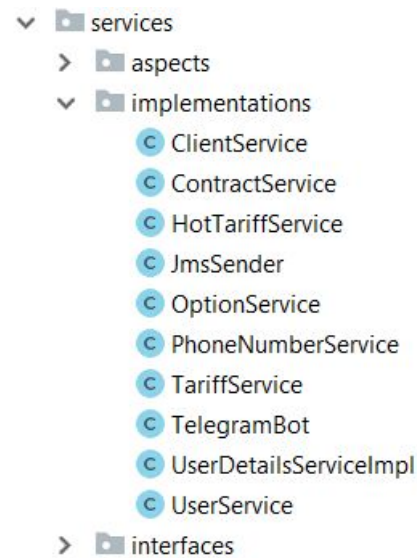 services
aspects
implementations
C ClientService
C ContractService
C HotTariffService
C JmsSender
C OptionService
C PhoneNumberService
C TariffService
C TelegramBot
C UserDetailsServiceImpl
C UserService
interfaces